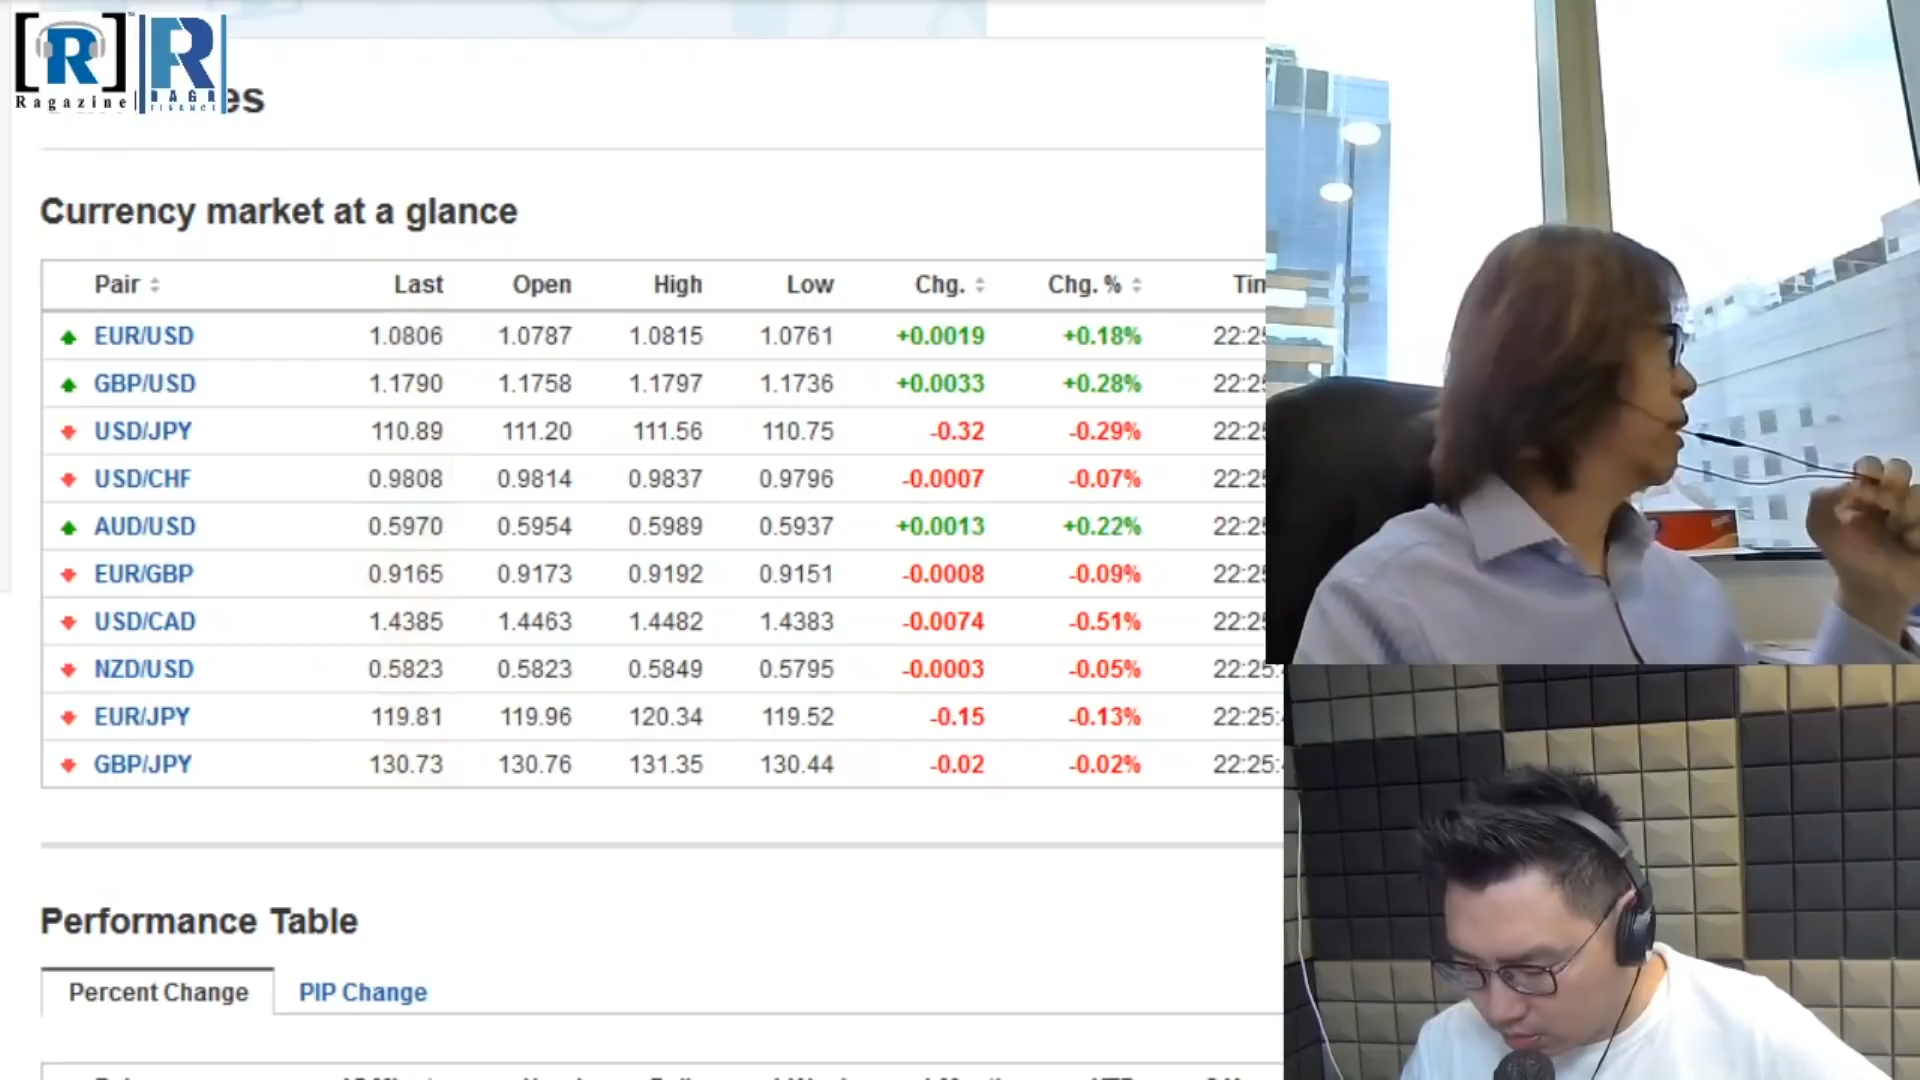 [R] R
Ragazine RAGA
FINANCE es
Currency market at a glance
Pair Last Open High Low Chg. Chg. %
EUR/USD 1.0806 1.0787 1.0815 1.0761 +0.0019 +0.18%
GBP/USD 1.1790 1.1758 1.1797 1.1736 +0.0033 +0.28%
USD/JPY 110.89 111.20 111.56 110.75 -0.32 -0.29%
USD/CHF 0.9808 0.9814 0.9837 0.9796 -0.0007 -0.07%
AUD/USD 0.5970 0.5954 0.5989 0.5937 +0.0013 +0.22%
EUR/GBP 0.9165 0.9173 0.9192 0.9151 -0.0008 -0.09%
USD/CAD 1.4385 1.4463 1.4482 1.4383 -0.0074 -0.51%
NZD/USD 0.5823 0.5823 0.5849 0.5795 -0.0003 -0.05% 22:25:
EUR/JPY 119.81 119.96 120.34 119.52 -0.15 -0.13% 22:25:
GBP/JPY 130.73 130.76 131.35 130.44 -0.02 -0.02% 22:25:
Performance Table
Percent Change PIP Change